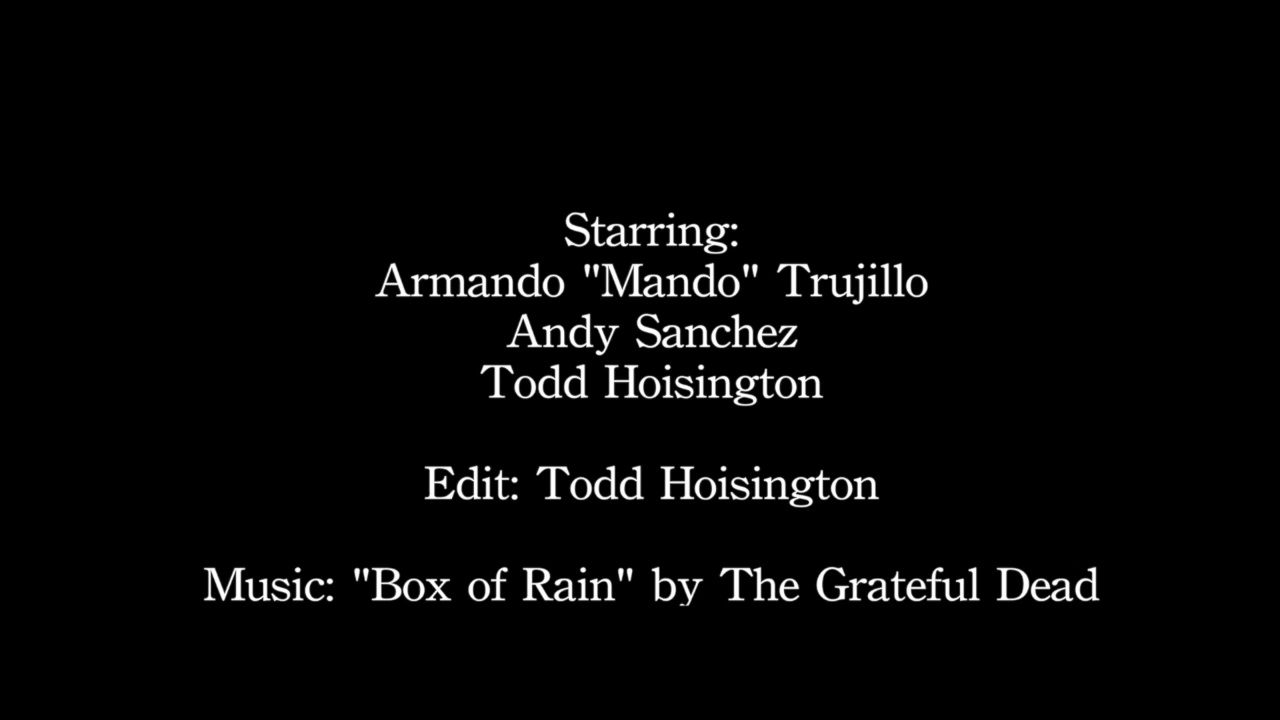 Starring:
Armando "Mando" Trujillo
Andy Sanchez
Todd Hoisington
Edit: Todd Hoisington
Music: "Box of Rain" by The Grateful Dead